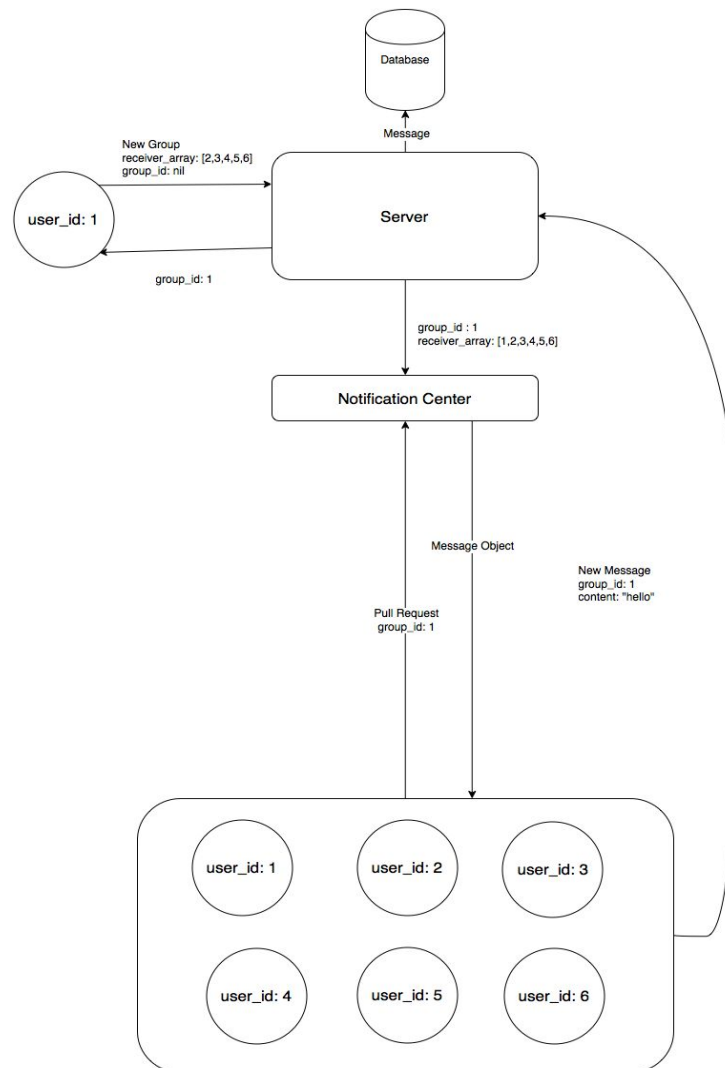 Database
Message
New Group
receiver_array: [2,3,4,5,6]
group_id: nil
user_id: 1
Server
group_id: 1
group_id : 1
receiver_array: [1,2,3,4,5,6]
Notification Center
Message Object
New Message
group_id: 1
content: "hello"
Pull Request
group_id: 1
user_id: 1
user_id: 2
user_id: 3
user_id: 4
user_id: 5
user_id: 6